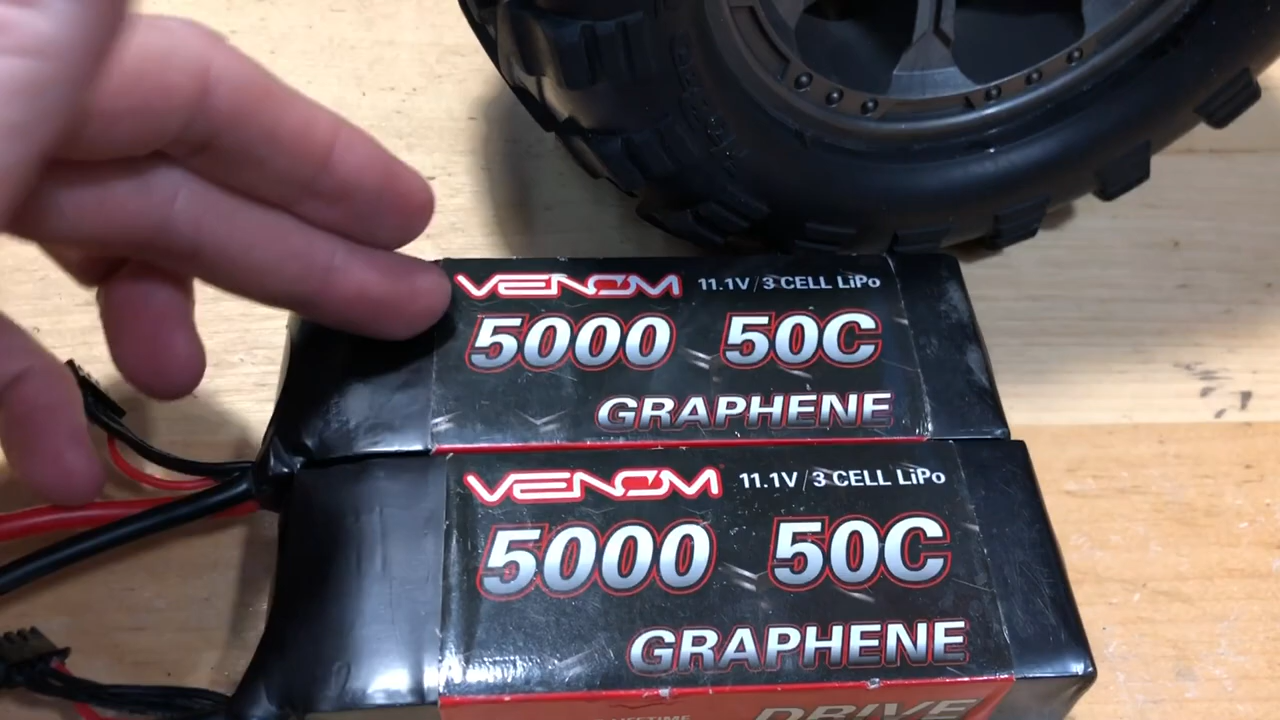 VENOM 11.1V/3 CELL LiPo
5000 50C
GRAPHENE
VENOM 11.1V/3 CELL LiPo
5000 50C
GRAPHENE
LIFETIME
DRIVE